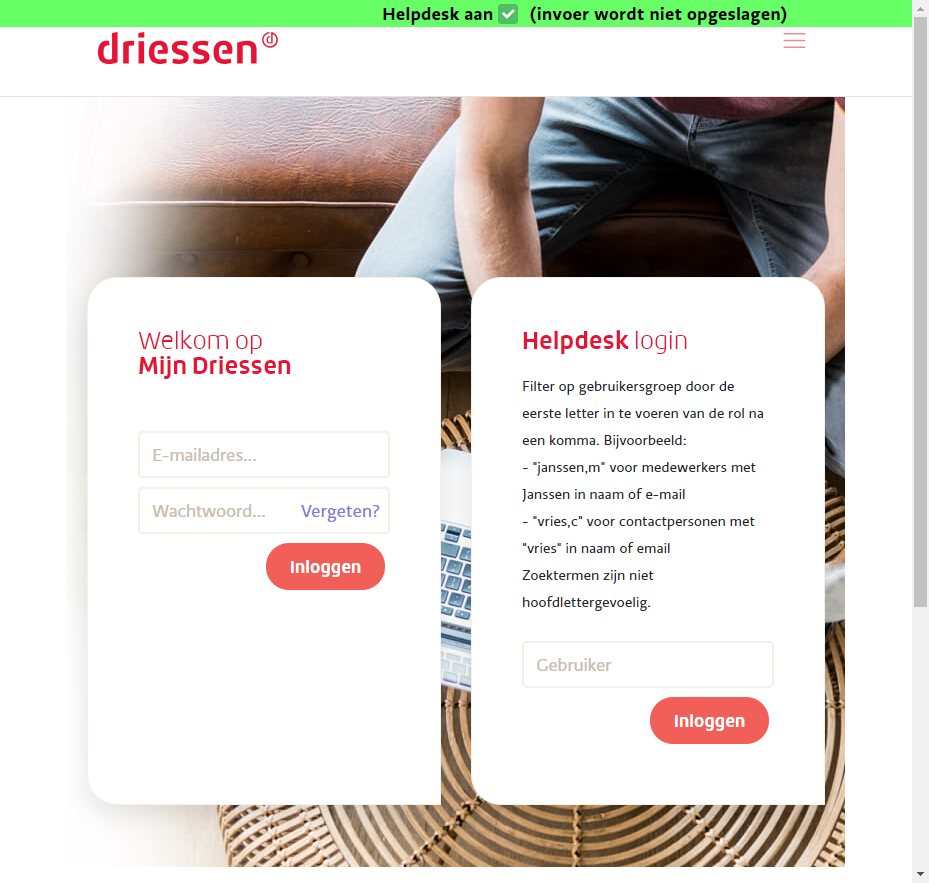 Helpdesk aan (invoer wordt niet opgeslagen)
driessen
Welkom op
Mijn Driessen
E-mailadres...
Wachtwoord... Vergeten?
Inloggen
Helpdesk login
Filter op gebruikersgroep door de
eerste letter in te voeren van de rol na
een komma. Bijvoorbeeld:
- "janssen,m" voor medewerkers met
Janssen in naam of e-mail
- "vries,c" voor contactpersonen met
"vries" in naam of email
Zoektermen zijn niet
hoofdlettergevoelig.
Gebruiker
Inloggen